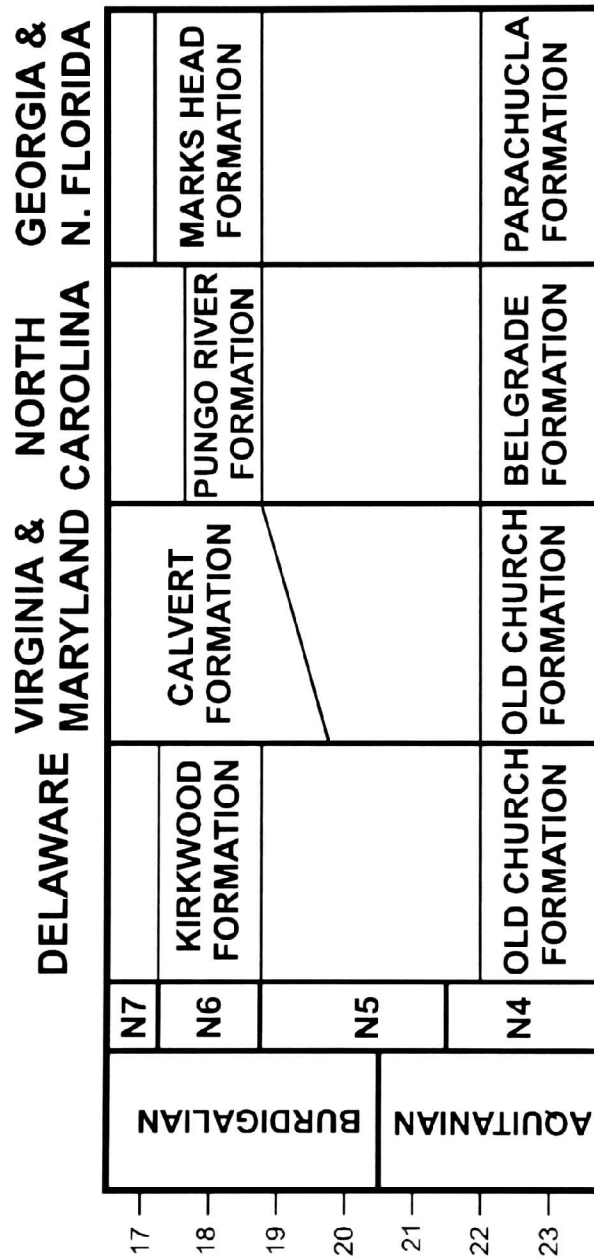 DELAWARE
VIRGINIA &
MARYLAND
NORTH
CAROLINA
GEORGIA &
N. FLORIDA
17
18
19
20
21
22
23
BURDIGALIAN
AQUITANIAN
N7
N6
N5
N4
KIRKWOOD
FORMATION
OLD CHURCH
FORMATION
CALVERT
FORMATION
OLD CHURCH
FORMATION
PUNGO RIVER
FORMATION
BELGRADE
FORMATION
MARKS HEAD
FORMATION
PARACHUCLA
FORMATION